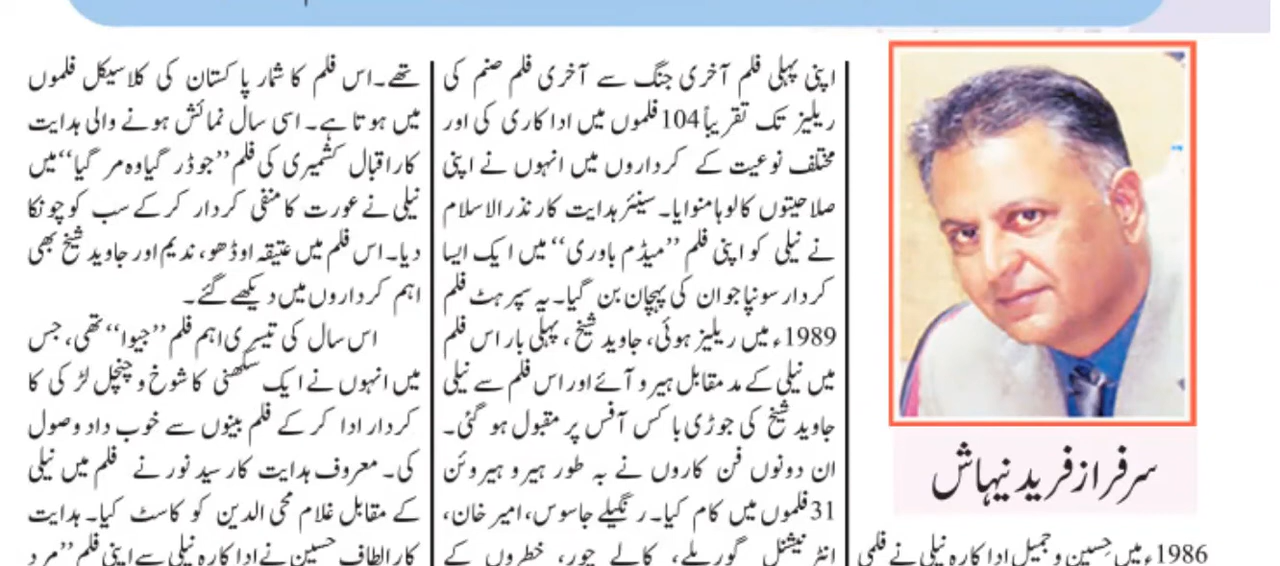 سرفراز فرید نیہاش
1986ء میں حسین و جمیل اداکارہ نیلی نے فلمی
اپنی پہلی فلم آخری جنگ سے آخری فلم صنم کی
ریلیز تک تقریباً 104 فلموں میں اداکاری کی اور
مختلف نوعیت کے کرداروں میں انہوں نے اپنی
صلاحیتوں کا لوہا منوایا۔ سینئر ہدایت کار نذر الاسلام
نے نیلی کو اپنی فلم ’’میڈم باوری‘‘ میں ایک ایسا
کردار سونپا جو ان کی پہچان بن گیا۔ یہ سپر ہٹ فلم
1989ء میں ریلیز ہوئی، جاوید شیخ، پہلی بار اس فلم
میں نیلی کے مد مقابل ہیرو آئے اور اس فلم سے نیلی
جاوید شیخ کی جوڑی باکس آفس پر مقبول ہو گئی۔
ان دونوں فن کاروں نے بہ طور ہیرو ہیروئن
31 فلموں میں کام کیا۔ رنگیلے جاسوس، امیر خان،
انٹرنیشنل گوریلے، کالے چور، خطروں کے
تھے۔ اس فلم کا شمار پاکستان کی کلاسیکل فلموں
میں ہوتا ہے۔ اسی سال نمائش ہونے والی ہدایت
کار اقبال کشمیری کی فلم ’’جو ڈر گیا وہ مر گیا‘‘ میں
نیلی نے عورت کا منفی کردار کرکے سب کو چونکا
دیا۔ اس فلم میں عتیقہ اوڈھو، ندیم اور جاوید شیخ بھی
اہم کرداروں میں دیکھے گئے۔
اس سال کی تیسری اہم فلم ’’جیوا‘‘ تھی، جس
میں انہوں نے ایک سکھنی کا شوخ و چنچل لڑکی کا
کردار ادا کر کے فلم بینوں سے خوب داد وصول
کی۔ معروف ہدایت کار سید نور نے فلم میں نیلی
کے مقابل غلام محی الدین کو کاسٹ کیا۔ ہدایت
کار الطاف حسین نے اداکارہ نیلی سے اپنی فلم ’’مرد